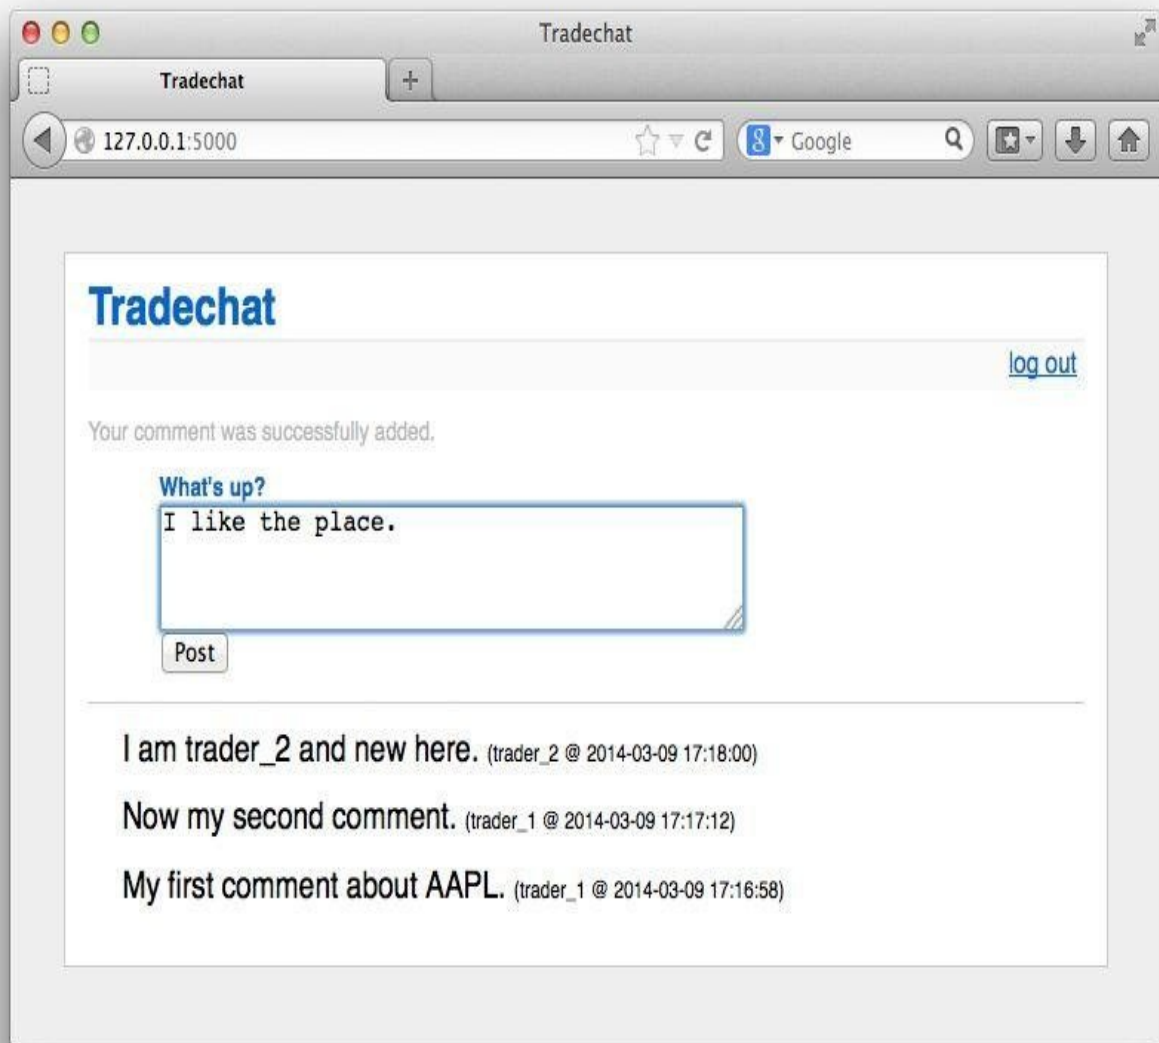 Tradechat
Tradechat
127.0.0.1:5000
Google
Tradechat
log out
Your comment was successfully added.
What's up?
I like the place.
Post
I am trader_2 and new here. (trader_2 @ 2014-03-09 17:18:00)
Now my second comment. (trader_1 @ 2014-03-09 17:17:12)
My first comment about AAPL. (trader_1 @ 2014-03-09 17:16:58)